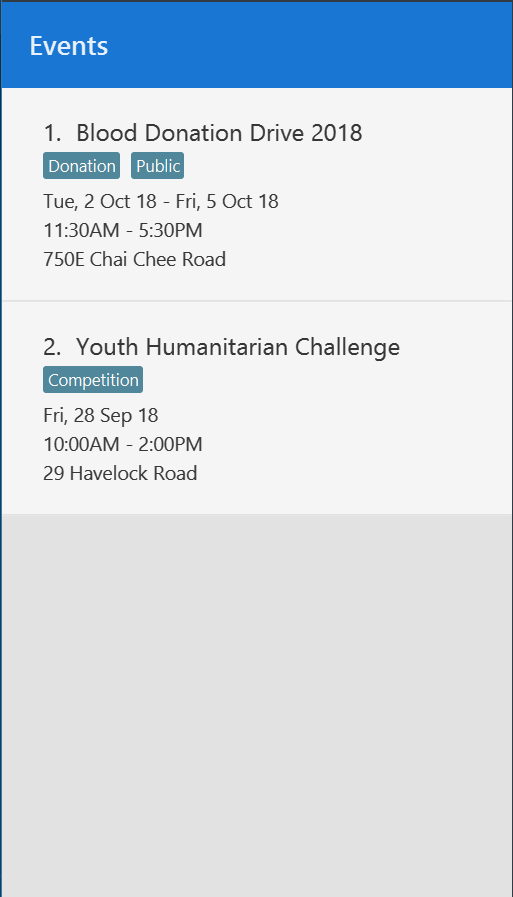 Events
1. Blood Donation Drive 2018
Donation Public
Tue, 2 Oct 18 - Fri, 5 Oct 18
11:30AM - 5:30PM
750E Chai Chee Road
2. Youth Humanitarian Challenge
Competition
Fri, 28 Sep 18
10:00AM - 2:00PM
29 Havelock Road